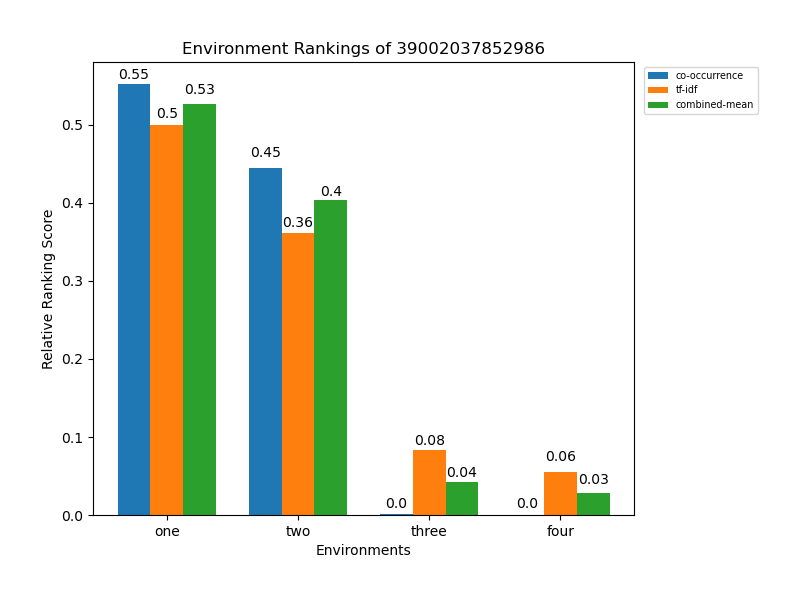 Environment Rankings of 39002037852986
co-occurrence
tf-idf
combined-mean
Relative Ranking Score
0.5
0.4
0.3
0.2
0.1
0.0
0.55
0.5
0.53
0.45
0.36
0.4
0.0
0.08
0.04
0.0
0.06
0.03
one
two
three
four
Environments